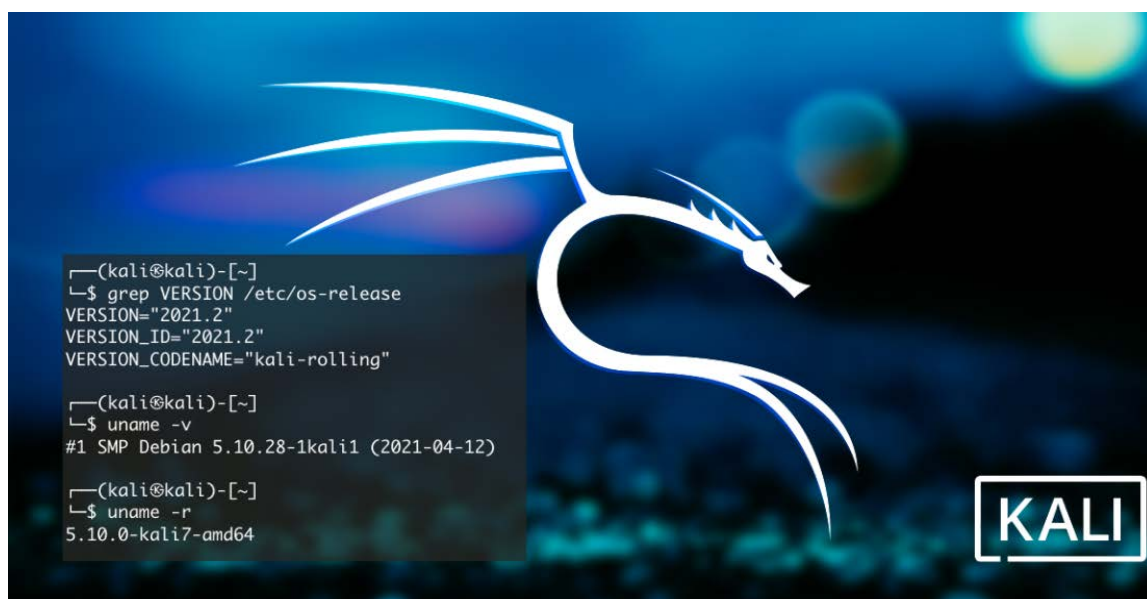 ┌──(kali㉿kali)-[~]
└─$ grep VERSION /etc/os-release
VERSION="2021.2"
VERSION_ID="2021.2"
VERSION_CODENAME="kali-rolling"
┌──(kali㉿kali)-[~]
└─$ uname -v
#1 SMP Debian 5.10.28-1kali1 (2021-04-12)
┌──(kali㉿kali)-[~]
└─$ uname -r
5.10.0-kali7-amd64
KALI